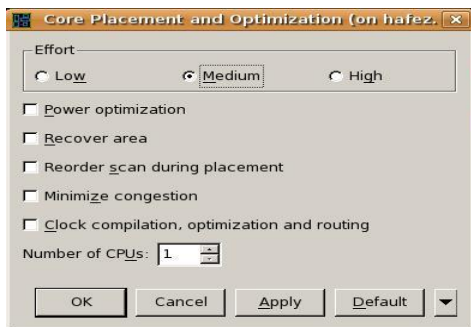 Core Placement and Optimization (on hafez.
Effort
Low Medium High
Power optimization
Recover area
Reorder scan during placement
Minimize congestion
Clock compilation, optimization and routing
Number of CPUs: 1
OK Cancel Apply Default